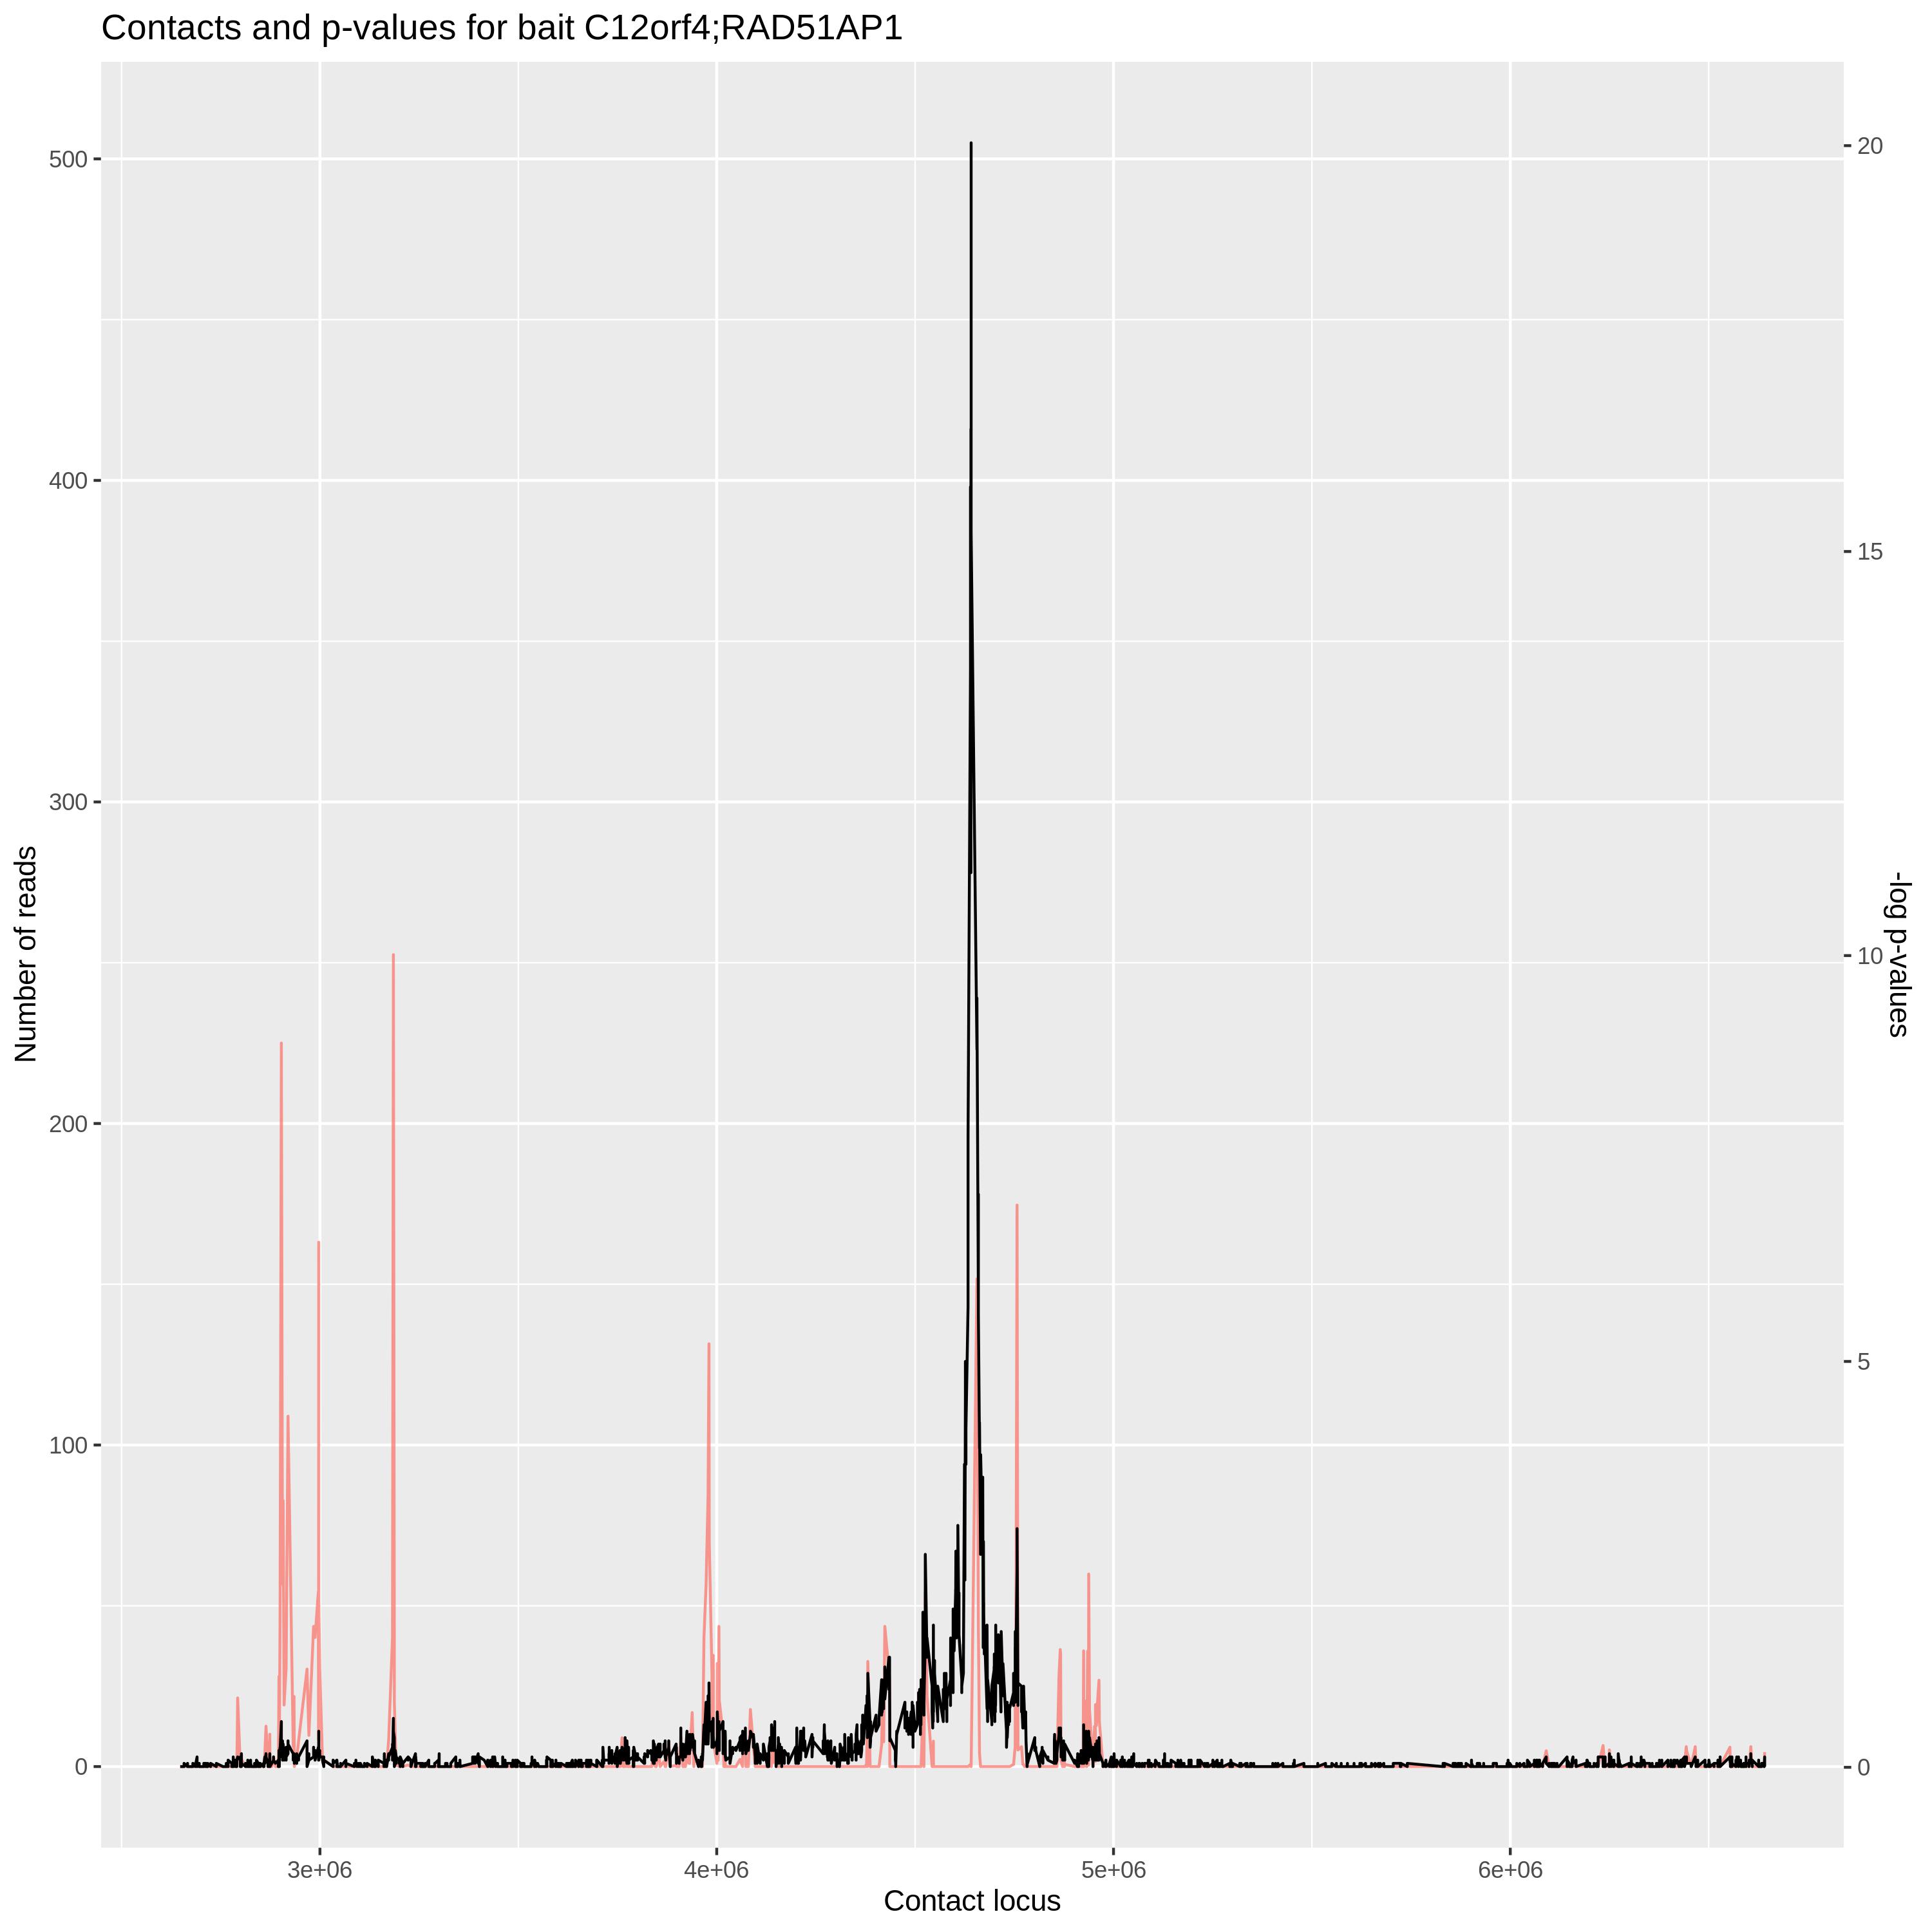 Contacts and p-values for bait C12orf4;RAD51AP1
500
400
300
200
100
0
Number of reads
20
15
10
5
0
-log p-values
3e+06
4e+06
5e+06
6e+06
Contact locus